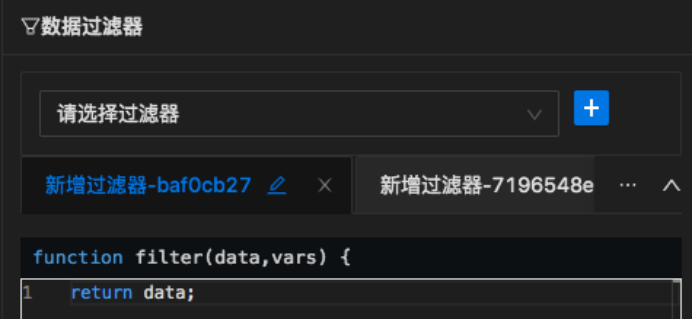 数据过滤器
请选择过滤器
新增过滤器-baf0cb27 新增过滤器-7196548e ···
function filter(data,vars) {
1 return data;